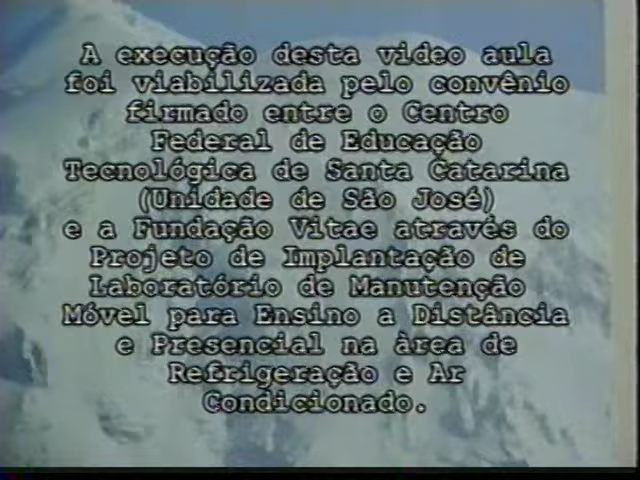 A execução desta video aula
foi viabilizada pelo convênio
firmado entre o Centro
Federal de Educação
Tecnológica de Santa Catarina
(Unidade de São José)
e a Fundação Vitae através do
Projeto de Implantação de
Laboratório de Manutenção
Móvel para Ensino a Distância
e Presencial na àrea de
Refrigeração e Ar
Condicionado.